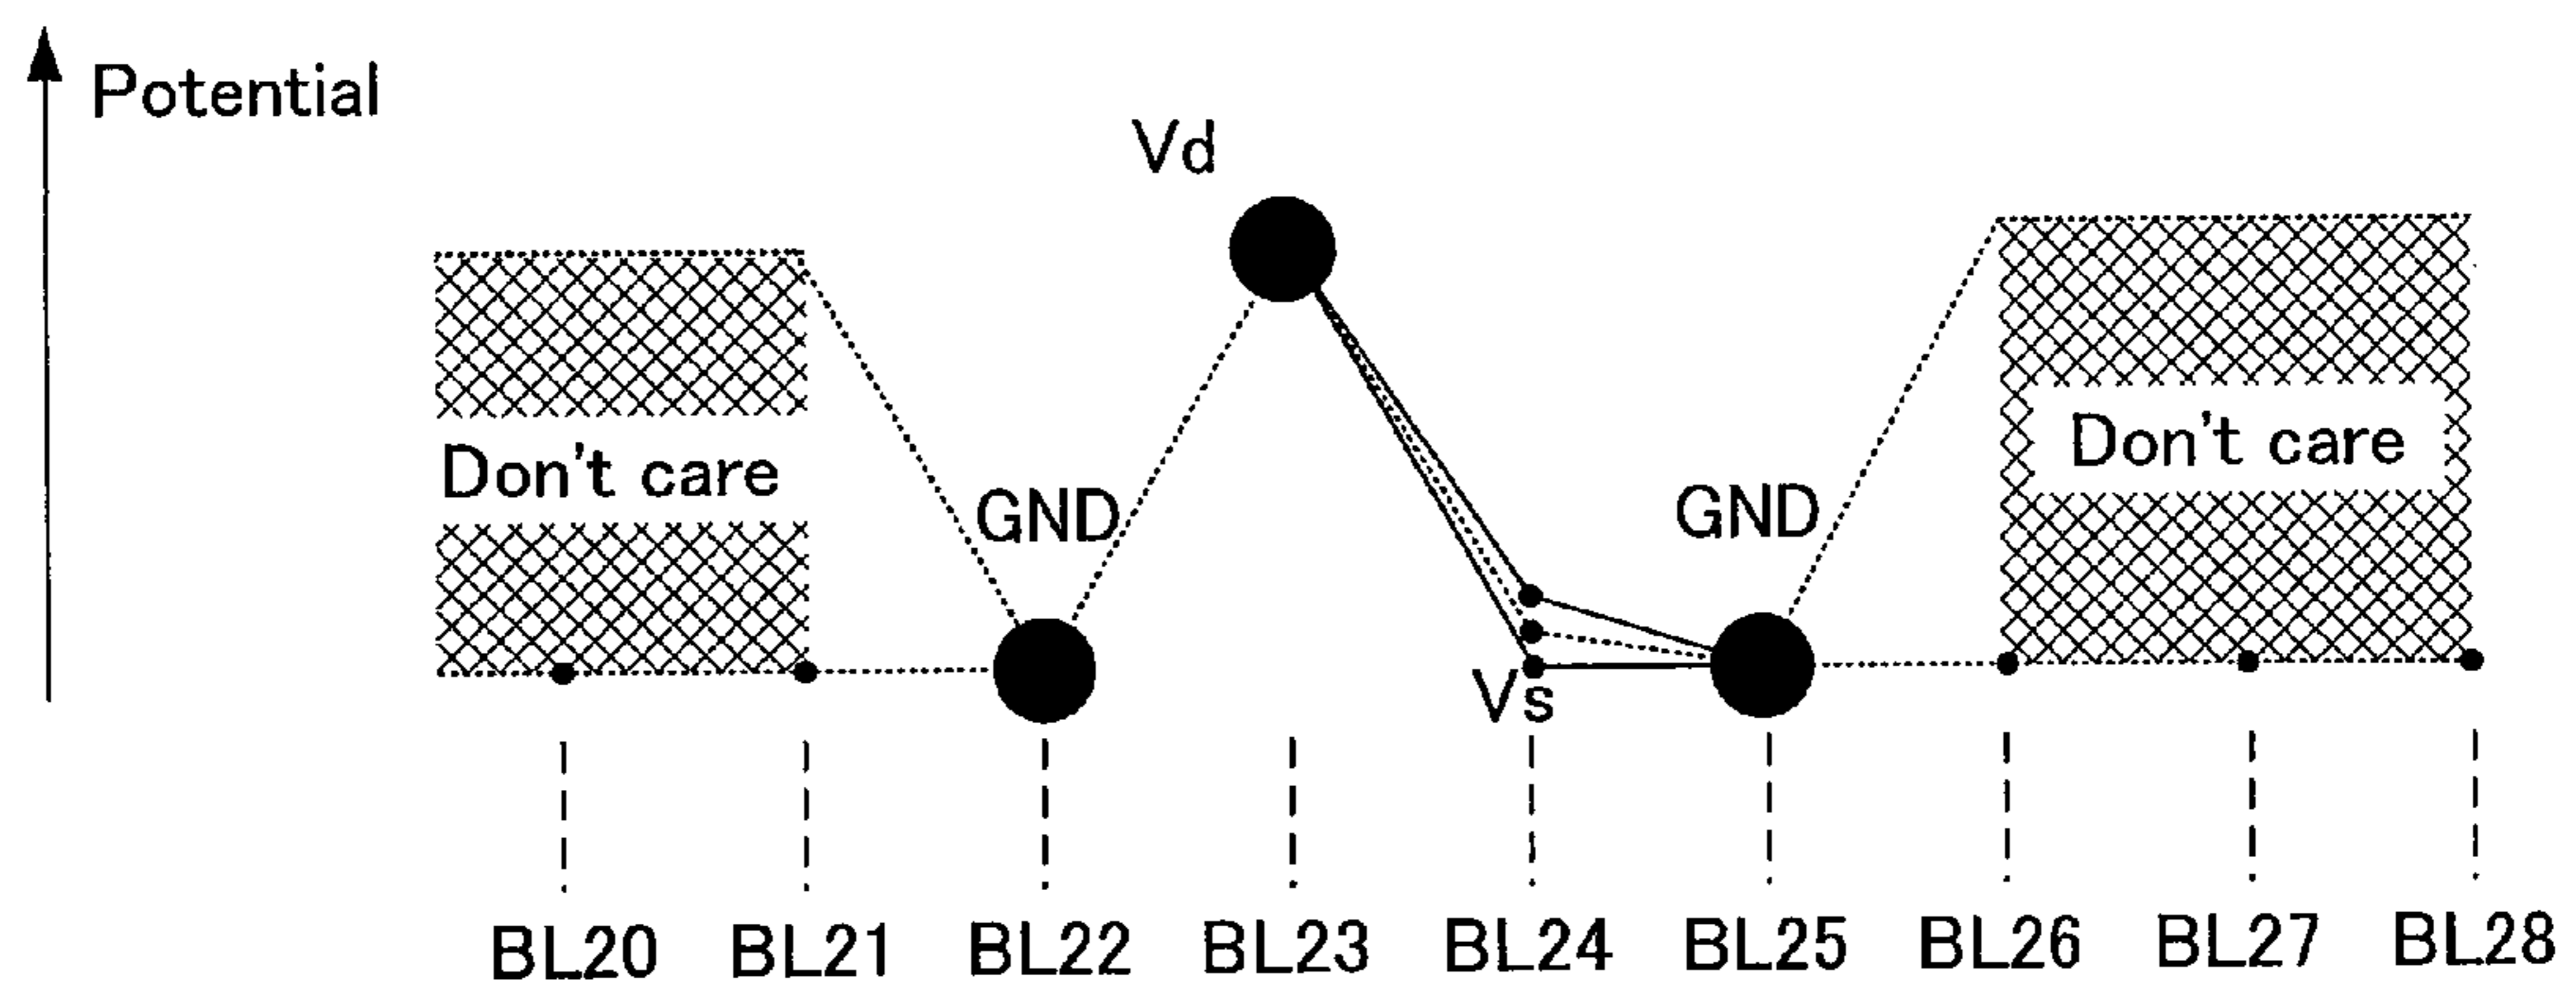 Potential
Vd
Don't care
GND
GND
Don't care
Vs
BL20 BL21 BL22 BL23 BL24 BL25 BL26 BL27 BL28